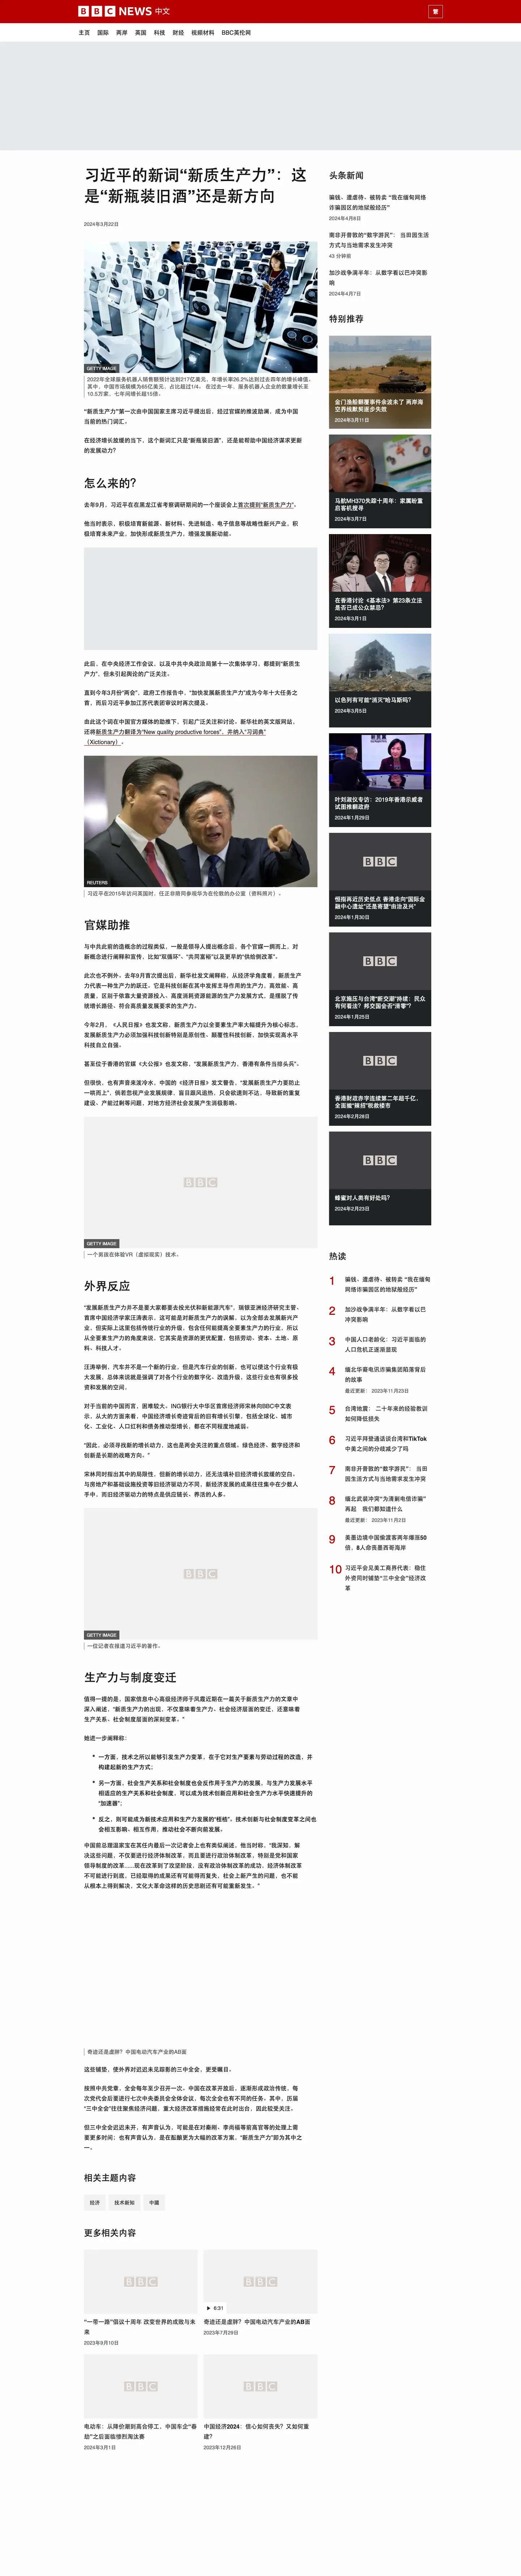 BBC NEWS 中文
繁
主页 国际 两岸 英国 科技 财经 视频材料 BBC英伦网
习近平的新词“新质生产力”：这
是“新瓶装旧酒”还是新方向
2024年3月22日
GETTY IMAGE
2022年全球服务机器人销售额预计达到217亿美元，年增长率26.2%达到过去四年的增长峰值。
其中，中国市场规模为65亿美元，占比超过1/4。 在过去一年，服务机器人企业的数量增长至
10.5万家，七年间增长超15倍。
“新质生产力”第一次由中国国家主席习近平提出后，经过官媒的推波助澜，成为中国
当前的热门词汇。
在经济增长放缓的当下，这个新词汇只是“新瓶装旧酒”，还是能帮助中国经济谋求更新
的发展动力?
怎么来的？
去年9月，习近平在在黑龙江省考察调研期间的一个座谈会上首次提到“新质生产力”。
他当时表示，积极培育新能源、新材料、先进制造、电子信息等战略性新兴产业，积
极培育未来产业，加快形成新质生产力，增强发展新动能。
此后，在中央经济工作会议、以及中共中央政治局第十一次集体学习，都提到“新质生
产力”，但未引起舆论的广泛关注。
直到今年3月份“两会”，政府工作报告中，“加快发展新质生产力”成为今年十大任务之
首，而后习近平参加江苏代表团审议时再次提及。
由此这个词在中国官方媒体的助推下，引起广泛关注和讨论。新华社的英文版网站，
还将新质生产力翻译为“New quality productive forces”，并纳入“习词典”
（Xictionary）。
REUTERS
习近平在2015年访问英国时，任正非陪同参观华为在伦敦的办公室（资料照片）。
官媒助推
与中共此前的造概念的过程类似，一般是领导人提出概念后，各个官媒一拥而上，对
新概念进行阐释和宣传，比如“双循环”、“共同富裕”以及更早的“供给侧改革”。
此次也不例外。去年9月首次提出后，新华社发文阐释称，从经济学角度看，新质生产
力代表一种生产力的跃迁。它是科技创新在其中发挥主导作用的生产力，高效能、高
质量，区别于依靠大量资源投入、高度消耗资源能源的生产力发展方式，是摆脱了传
统增长路径、符合高质量发展要求的生产力。
今年2月，《人民日报》也发文称，新质生产力以全要素生产率大幅提升为核心标志，
发展新质生产力必须加强科技创新特别是原创性、颠覆性科技创新，加快实现高水平
科技自立自强。
甚至位于香港的官媒《大公报》也发文称，“发展新质生产力，香港有条件当排头兵”。
但很快，也有声音来泼冷水，中国的《经济日报》发文警告，“发展新质生产力要防止
一哄而上”，倘若忽视产业发展规律，盲目跟风追热，只会欲速则不达，导致新的重复
建设、产能过剩等问题，对地方经济社会发展产生消极影响。
BBC
GETTY IMAGE
一个男孩在体验VR（虚拟现实）技术。
外界反应
“发展新质生产力并不是要大家都要去投光伏和新能源汽车”，瑞银亚洲经济研究主管、
首席中国经济学家汪涛表示，这可能是对新质生产力的误解，以为全部去发展新兴产
业，但实际上这里包括传统行业的升级，包含任何能提高全要素生产力的行业，所以
从全要素生产力的角度来说，它其实是资源的更优配置，包括劳动、资本、土地、原
料、科技人才。
汪涛举例，汽车并不是一个新的行业，但是汽车行业的创新，也可以使这个行业有极
大发展，总体来说就是强调了对各个行业的数字化、改造升级，这些行业也有很多投
资和发展的空间，
对于当前的中国而言，困难较大。ING银行大中华区首席经济师宋林向BBC中文表
示，从大的方面来看，中国经济增长奇迹背后的旧有增长引擎，包括全球化、城市
化、工业化、人口红利和债务推动型增长，都在不同程度地减弱。
“因此，必须寻找新的增长动力，这也是两会关注的重点领域。绿色经济、数字经济和
创新是长期的战略方向。”
宋林同时指出其中的局限性，但新的增长动力，还无法填补旧经济增长放缓的空白。
与房地产和基础设施投资等旧经济驱动力不同，新经济发展的成果往往集中在少数人
手中，而旧经济驱动力的特点是供应链长、养活的人多。
BBC
GETTY IMAGE
一位记者在报道习近平的著作。
生产力与制度变迁
值得一提的是，国家信息中心高级经济师于凤霞近期在一篇关于新质生产力的文章中
深入阐述，“新质生产力的出现，不仅意味着生产力、社会经济层面的变迁，还意味着
生产关系、社会制度层面的深刻变革。”
她进一步阐释称：
• 一方面，技术之所以能够引发生产力变革，在于它对生产要素与劳动过程的改造，并
构建起新的生产方式；
• 另一方面，社会生产关系和社会制度也会反作用于生产力的发展，与生产力发展水平
相适应的生产关系和社会制度，可以成为技术创新应用和社会生产力水平快速提升的
“加速器”；
• 反之，则可能成为新技术应用和生产力发展的“桎梏”。技术创新与社会制度变革之间也
会相互影响、相互作用，推动社会不断向前发展。
中国前总理温家宝在其任内最后一次记者会上也有类似阐述，他当时称，“我深知，解
决这些问题，不仅要进行经济体制改革，而且要进行政治体制改革，特别是党和国家
领导制度的改革......现在改革到了攻坚阶段，没有政治体制改革的成功，经济体制改革
不可能进行到底，已经取得的成果还有可能得而复失，社会上新产生的问题，也不能
从根本上得到解决，文化大革命这样的历史悲剧还有可能重新发生。”
奇迹还是虚胖？中国电动汽车产业的AB面
这些铺垫，使外界对迟迟未见踪影的三中全会，更受瞩目。
按照中共党章，全会每年至少召开一次。中国在改革开放后，逐渐形成政治传统，每
次党代会后要进行七次中央委员会全体会议，每次全会也有不同的任务。其中，历届
“三中全会”往往聚焦经济问题，重大经济改革措施经常在此时出台，因此较受关注。
但三中全会迟迟未开，有声音认为，可能是在对秦刚、李尚福等前高官等的处理上需
要更多时间；也有声音认为，是在酝酿更为大幅的改革方案，“新质生产力”即为其中之
一。
相关主题内容
经济 技术新知 中國
更多相关内容
BBC
“一带一路”倡议十周年 改变世界的成败与未
来
2023年9月10日
BBC
6:31
奇迹还是虚胖？中国电动汽车产业的AB面
2023年7月29日
BBC
电动车：从降价潮到高合停工，中国车企“春
劫”之后面临惨烈淘汰赛
2024年3月1日
BBC
中国经济2024：信心如何丧失？又如何重
建？
2023年12月26日
头条新闻
骗钱、遭虐待、被转卖 “我在缅甸网络
诈骗园区的地狱般经历”
2024年4月8日
南非开普敦的“数字游民”： 当田园生活
方式与当地需求发生冲突
43 分钟前
加沙战争满半年：从数字看以巴冲突影
响
2024年4月7日
特别推荐
金门渔船翻覆事件余波未了 两岸海
空界线默契逐步失效
2024年3月11日
马航MH370失踪十周年：家属盼重
启客机搜寻
2024年3月7日
在香港讨论《基本法》第23条立法
是否已成公众禁忌？
2024年3月1日
以色列有可能“消灭”哈马斯吗？
2024年3月5日
叶刘淑仪专访：2019年香港示威者
试图推翻政府
2024年1月29日
BBC
恒指再近历史低点 香港走向“国际金
融中心遗址”还是寄望“由治及兴”
2024年1月30日
BBC
北京施压与台湾“断交潮”持续：民众
有何看法？邦交国会否“清零”？
2024年1月25日
BBC
香港财政赤字连续第二年超千亿，
全面撤“辣招”税救楼市
2024年2月28日
BBC
蜂蜜对人类有好处吗？
2024年2月23日
热读
1 骗钱、遭虐待、被转卖 “我在缅甸
网络诈骗园区的地狱般经历”
2 加沙战争满半年：从数字看以巴
冲突影响
3 中国人口老龄化：习近平面临的
人口危机正逐渐显现
4 缅北华裔电讯诈骗集团陷落背后
的故事
最近更新： 2023年11月23日
5 台湾地震： 二十年来的经验教训
如何降低损失
6 习近平拜登通话谈台湾和TikTok
中美之间的分歧减少了吗
7 南非开普敦的“数字游民”： 当田
园生活方式与当地需求发生冲突
8 缅北武装冲突“为清剿电信诈骗”
再起 我们都知道什么
最近更新： 2023年11月2日
9 美墨边境中国偷渡客两年爆涨50
倍，8人命丧墨西哥海岸
10 习近平会见美工商界代表：稳住
外资同时铺垫“三中全会”经济改
革